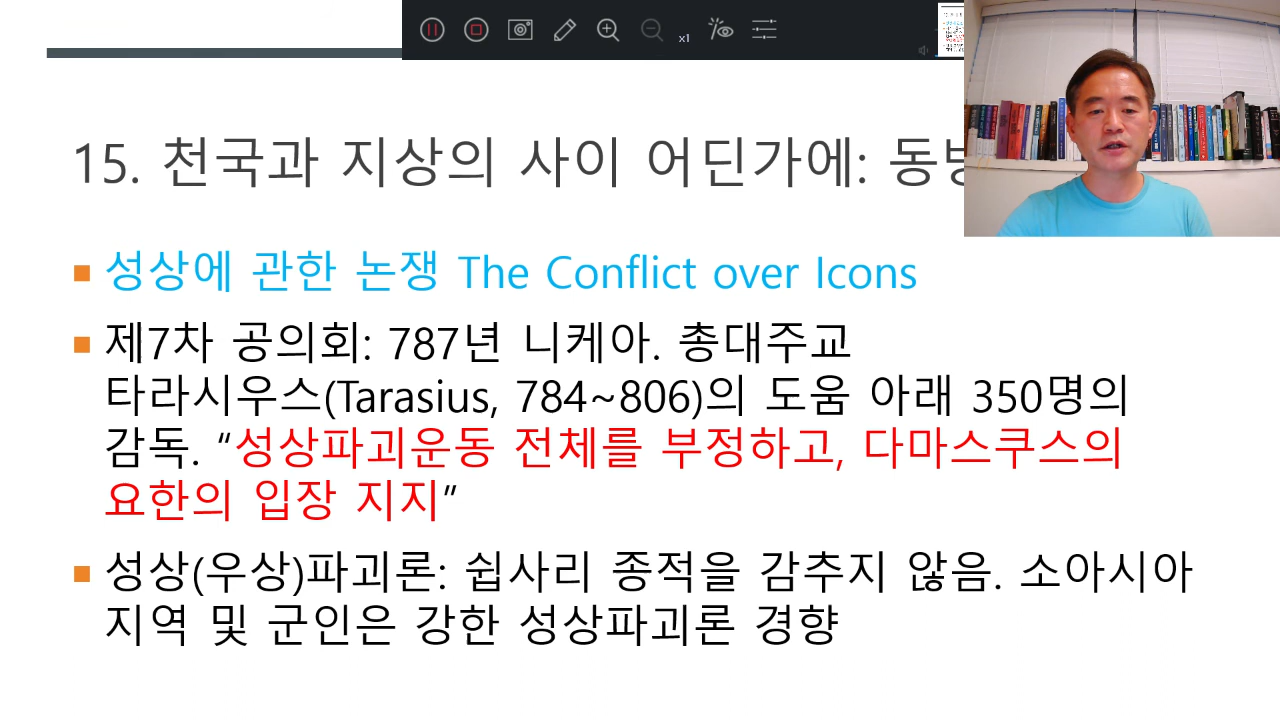 x1
15. 천국과 지상의 사이 어딘가에:
성상에 관한 논쟁 The Conflict over Icons
제7차 공의회: 787년 니케아. 총대주교
타라시우스(Tarasius, 784~806)의 도움 아래 350명의
감독. “성상파괴운동 전체를 부정하고, 다마스쿠스의
요한의 입장 지지”
성상(우상)파괴론: 쉽사리 종적을 감추지 않음. 소아시아
지역 및 군인은 강한 성상파괴론 경향